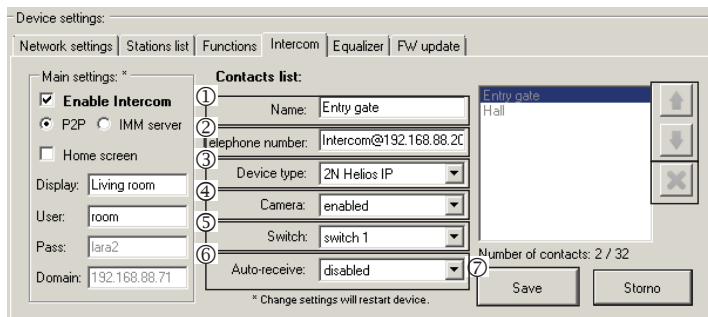 Device settings:
Network settings Stations list Functions Intercom Equalizer FW update
Main settings: *
Enable Intercom
P2P IMM server
Home screen
Display: Living room
User: room
Pass: lara2
Domain: 192.168.88.71
Contacts list:
① Name: Entry gate
② elephone number: Intercom@192.168.88.20
③ Device type: 2N Helios IP
④ Camera: enabled
⑤ Switch: switch 1
⑥ Auto-receive: disabled
* Change settings will restart device.
Entry gate
Hall
Number of contacts: 2 / 32
⑦ Save Storno